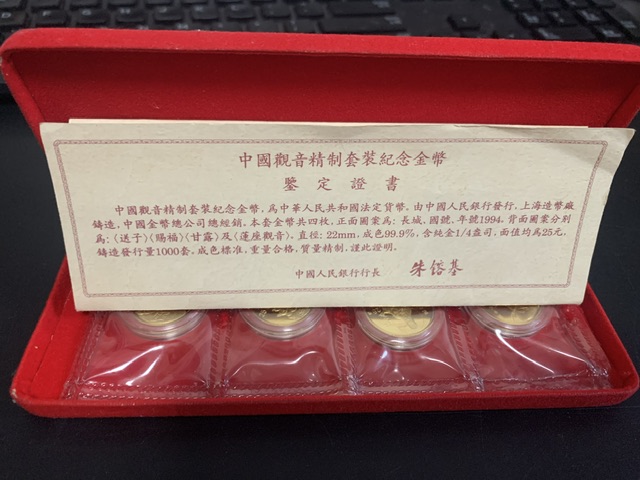 中國觀音精制套裝紀念金幣
鑒定證書
中國觀音精制套裝紀念金幣，爲中華人民共和國法定貨幣。由中國人民銀行發行，上海造幣廠
鑄造，中國金幣總公司總經銷。本套金幣共四枚，正面圖案爲：長城、國號、年號1994。背面圖案分別
爲：〈送子〉〈賜福〉〈甘露〉及〈蓮座觀音〉。直徑：22mm，成色99.9%，含純金1/4盎司，面值均爲25元。
鑄造發行量1000套。成色標准，重量合格，質量精制，謹此證明。
中國人民銀行行長 朱镕基